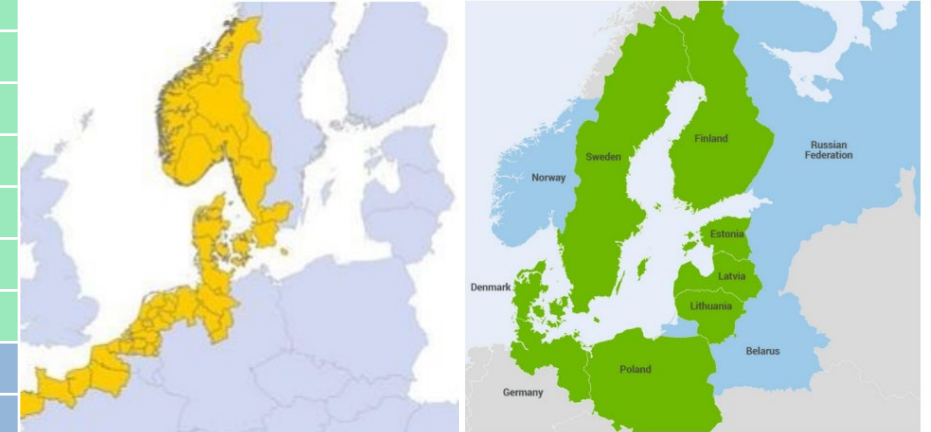 Finland
Sweden
Russian
Federation
Norway
Estonia
Latvia
Denmark
Lithuania
Belarus
Poland
Germany